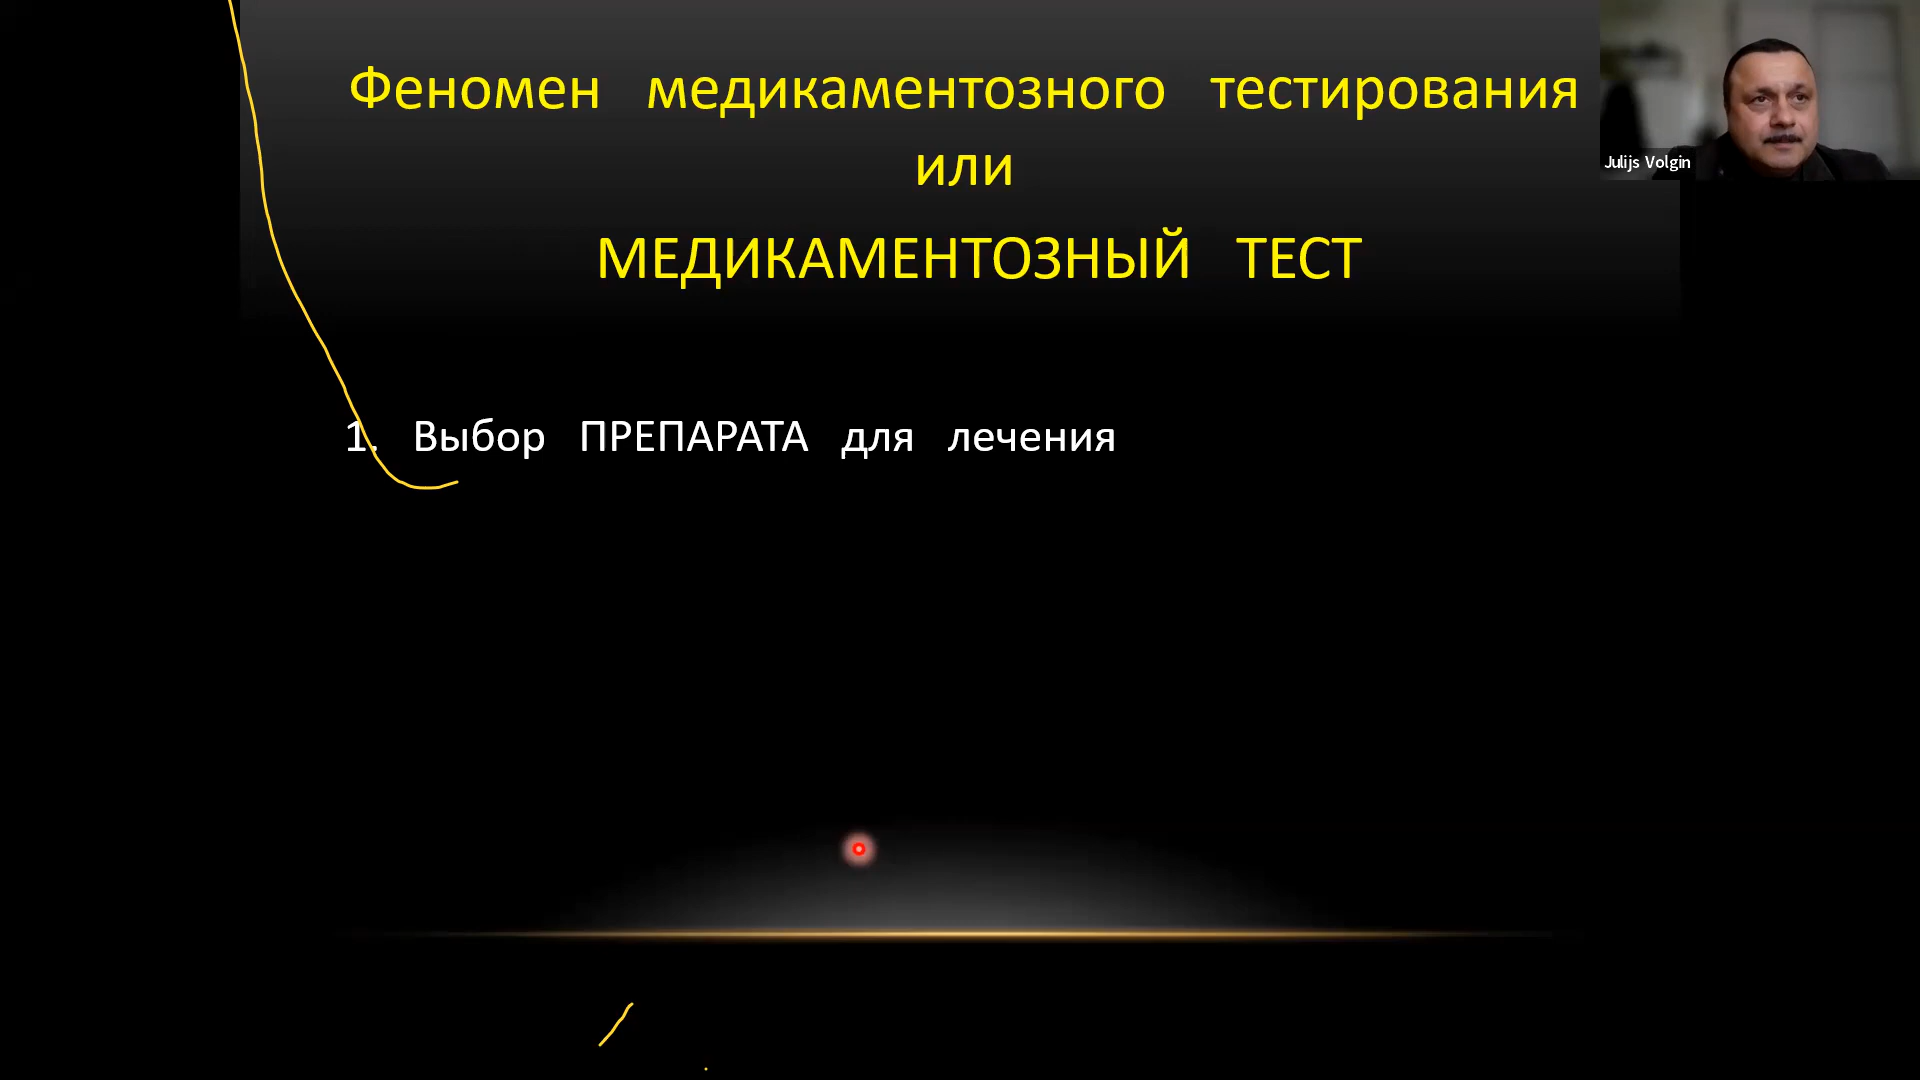 Феномен медикаментозного тестирования
или
МЕДИКАМЕНТОЗНЫЙ ТЕСТ
Julijs Volgin
1. Выбор ПРЕПАРАТА для лечения